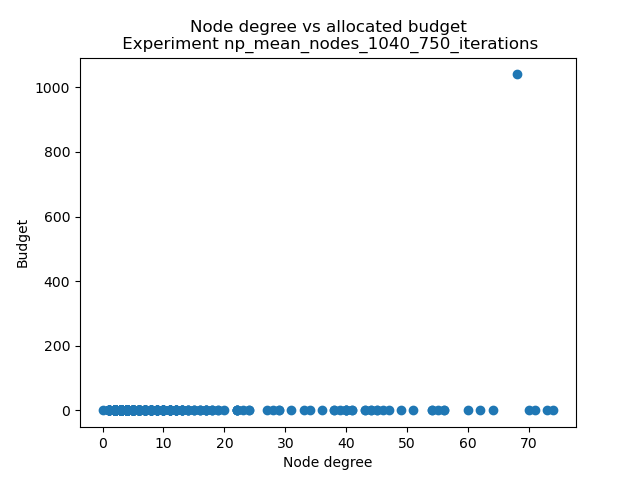 Node degree vs allocated budget
Experiment np_mean_nodes_1040_750_iterations
1000
800
600
400
200
0
Budget
0 10 20 30 40 50 60 70
Node degree